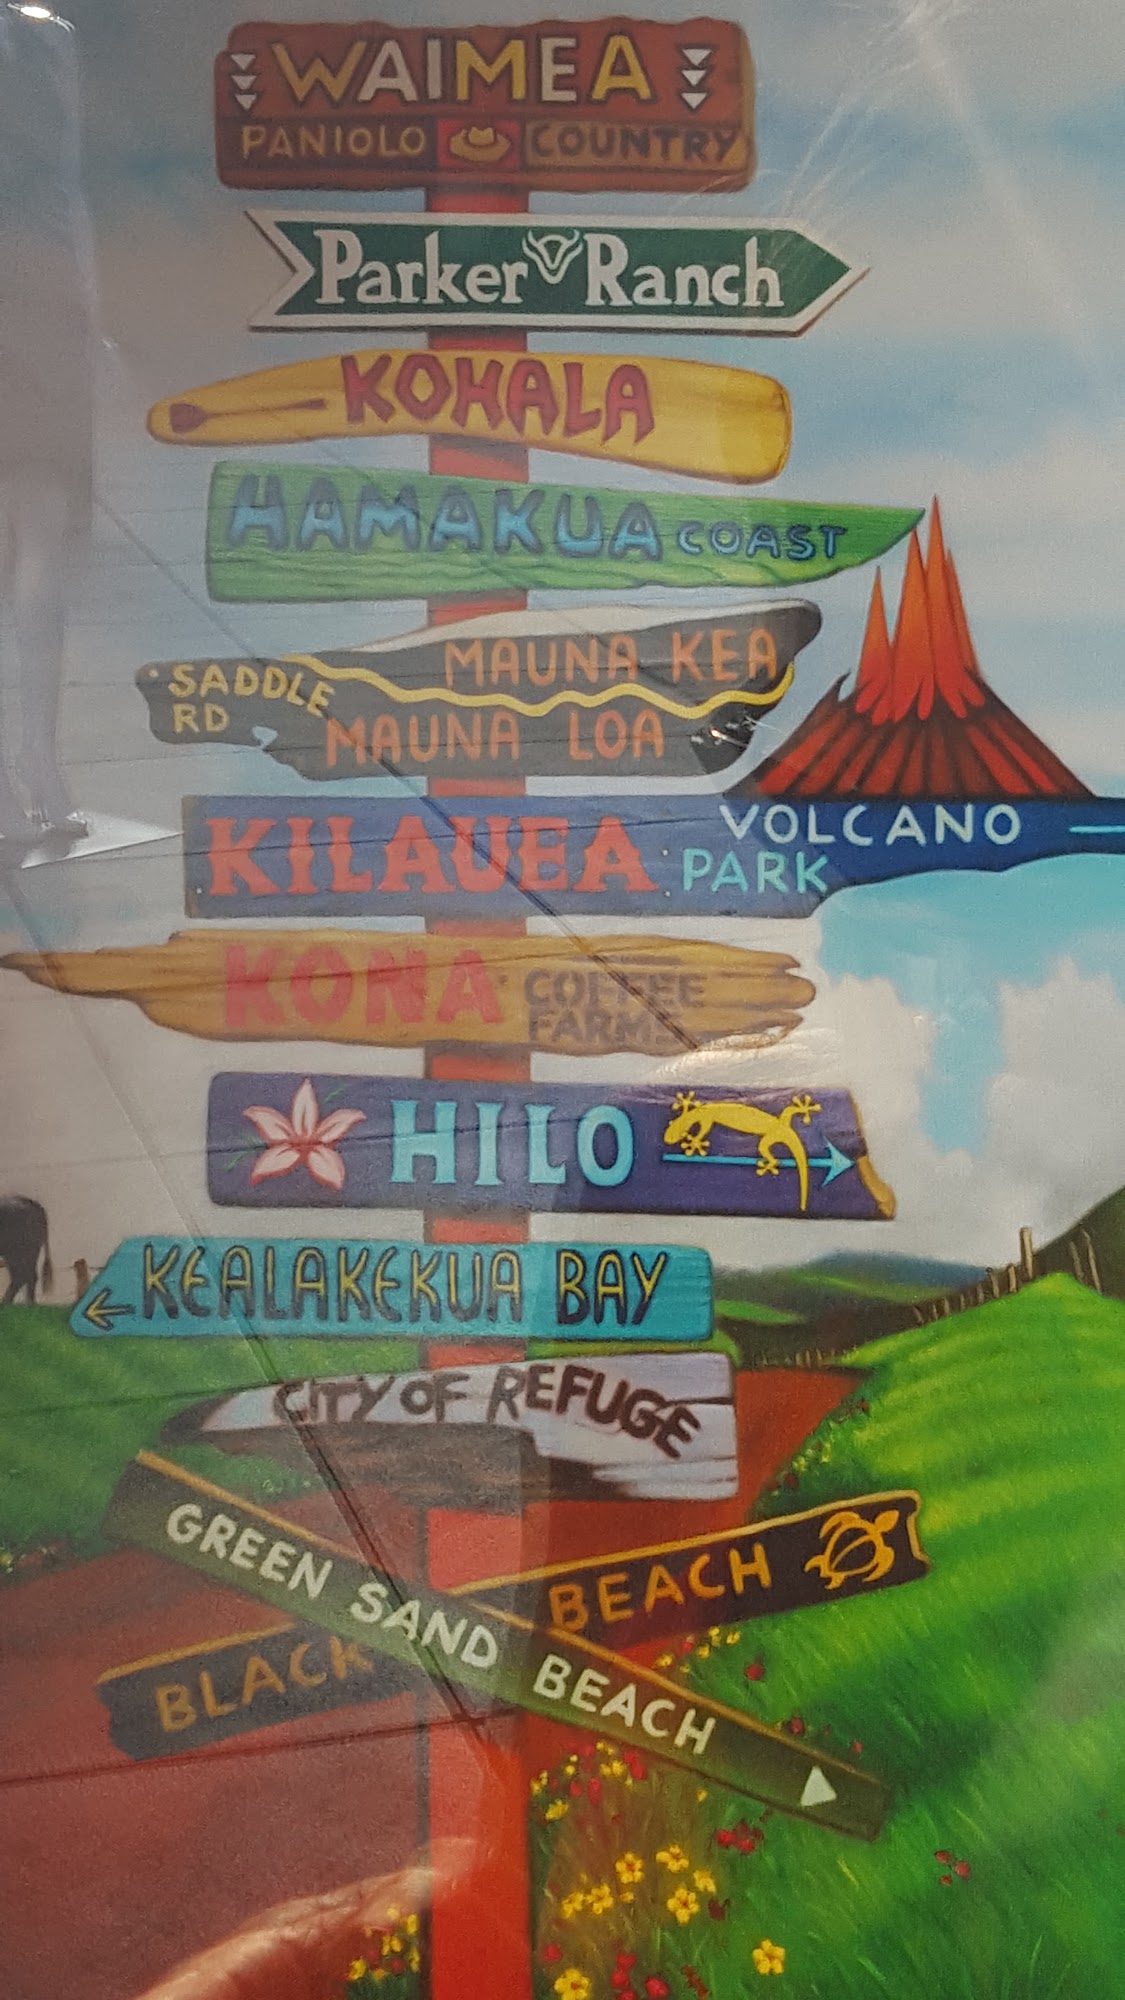 WAIMEA
PANIOLO COUNTRY
Parker Ranch
KOHALA
HAMAKUA COAST
MAUNA KEA
SADDLE
RD
MAUNA LOA
KILAUEA VOLCANO
PARK
KONA COFFEE
FARMS
HILO
KEALAKEKUA BAY
CITY OF REFUGE
GREEN SAND BEACH
BLACK BEACH